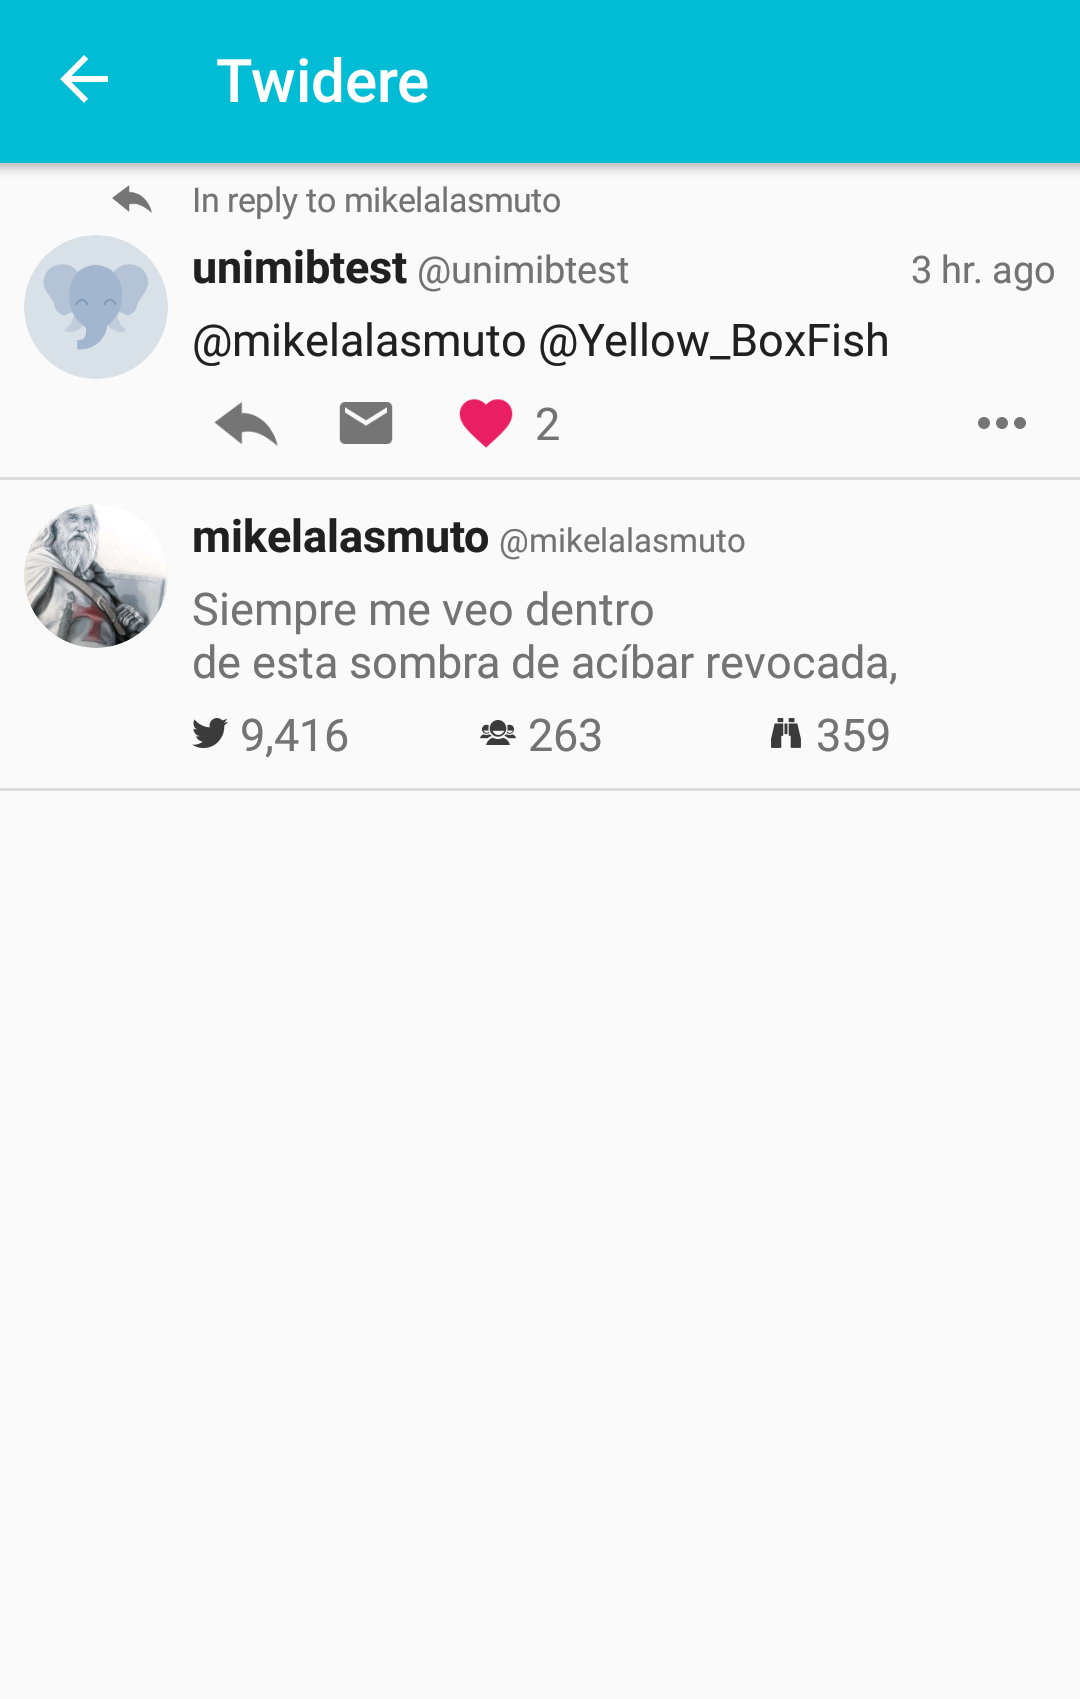 Twidere
In reply to mikelalasmuto
unimibtest @unimibtest 3 hr. ago
@mikelalasmuto @Yellow_BoxFish
2
mikelalasmuto @mikelalasmuto
Siempre me veo dentro
de esta sombra de acíbar revocada,
9,416 263 359